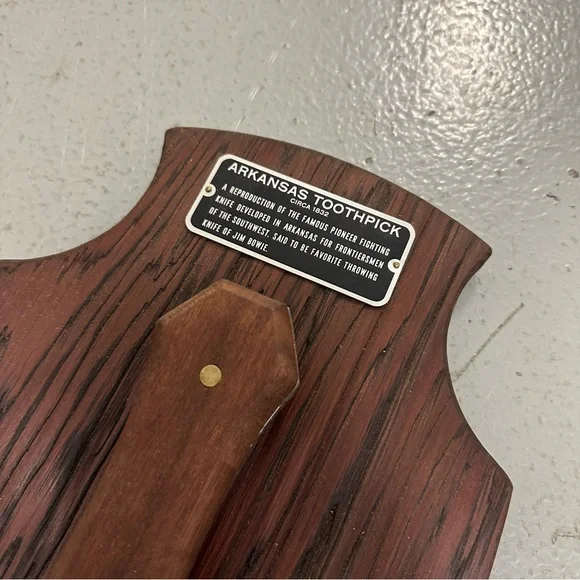 ARKANSAS TOOTHPICK
CIRCA 1832
A REPRODUCTION OF THE FAMOUS PIONEER FIGHTING
KNIFE DEVELOPED IN ARKANSAS FOR FRONTIERSMEN
OF THE SOUTHWEST, SAID TO BE FAVORITE THROWING
KNIFE OF JIM BOWIE.